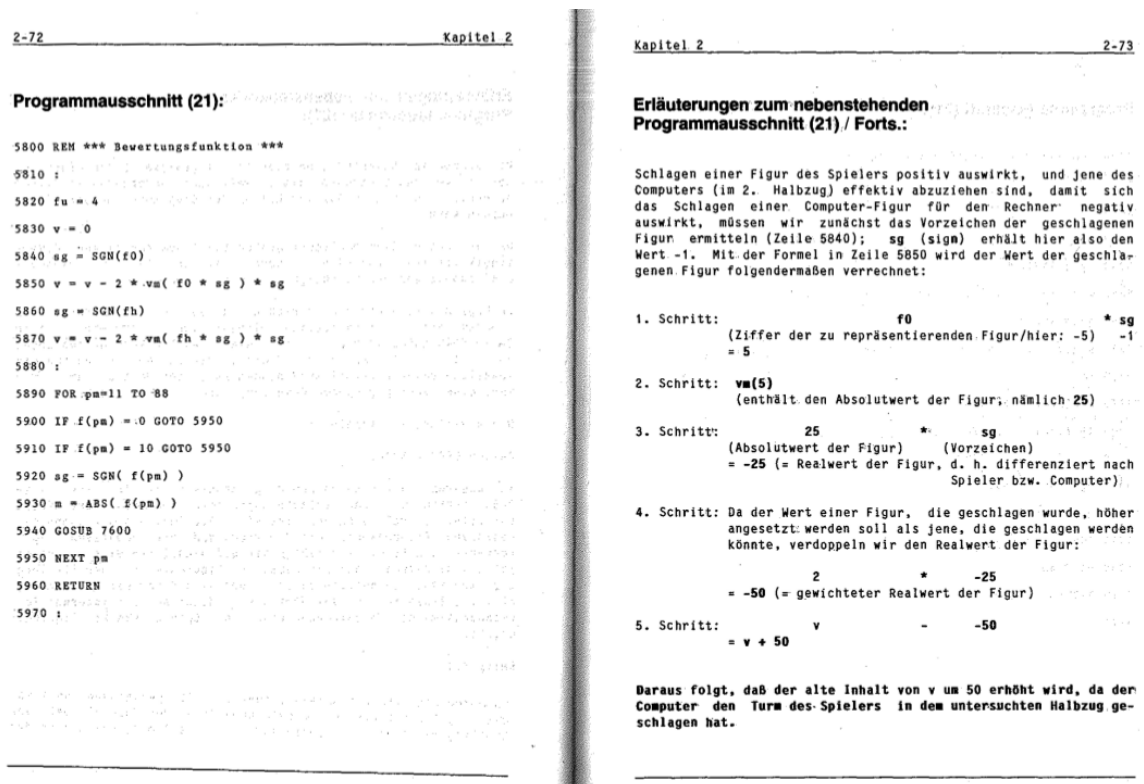 2-72 Kapitel 2
Programmausschnitt (21):
5800 REM *** Bewertungsfunktion ***
5810 :
5820 fu = 4
5830 v = 0
5840 sg = SGN(f0)
5850 v = v - 2 * vm( f0 * sg ) * sg
5860 sg = SGN(fh)
5870 v = v - 2 * vm( fh * sg ) * sg
5880 :
5890 FOR pm=11 TO 88
5900 IF f(pm) = 0 GOTO 5950
5910 IF f(pm) = 10 GOTO 5950
5920 sg = SGN( f(pm) )
5930 m = ABS( f(pm) )
5940 GOSUB 7600
5950 NEXT pm
5960 RETURN
5970 :
Kapitel 2 2-73
Erläuterungen zum nebenstehenden
Programmausschnitt (21) / Forts.:
Schlagen einer Figur des Spielers positiv auswirkt, und jene des
Computers (im 2. Halbzug) effektiv abzuziehen sind, damit sich
das Schlagen einer Computer-Figur für den Rechner negativ
auswirkt, müssen wir zunächst das Vorzeichen der geschlagenen
Figur ermitteln (Zeile 5840); sg (sign) erhält hier also den
Wert -1. Mit der Formel in Zeile 5850 wird der Wert der geschla-
genen Figur folgendermaßen verrechnet:
1. Schritt: f0 * sg
(Ziffer der zu repräsentierenden Figur/hier: -5) -1
= 5
2. Schritt: vm(5)
(enthält den Absolutwert der Figur, nämlich 25)
3. Schritt: 25 * sg
(Absolutwert der Figur) (Vorzeichen)
= -25 (= Realwert der Figur, d. h. differenziert nach
Spieler bzw. Computer)
4. Schritt: Da der Wert einer Figur, die geschlagen wurde, höher
angesetzt werden soll als jene, die geschlagen werden
könnte, verdoppeln wir den Realwert der Figur:
2 * -25
= -50 (= gewichteter Realwert der Figur)
5. Schritt: v - -50
= v + 50
Daraus folgt, daß der alte Inhalt von v um 50 erhöht wird, da der
Computer den Turm des Spielers in dem untersuchten Halbzug ge-
schlagen hat.